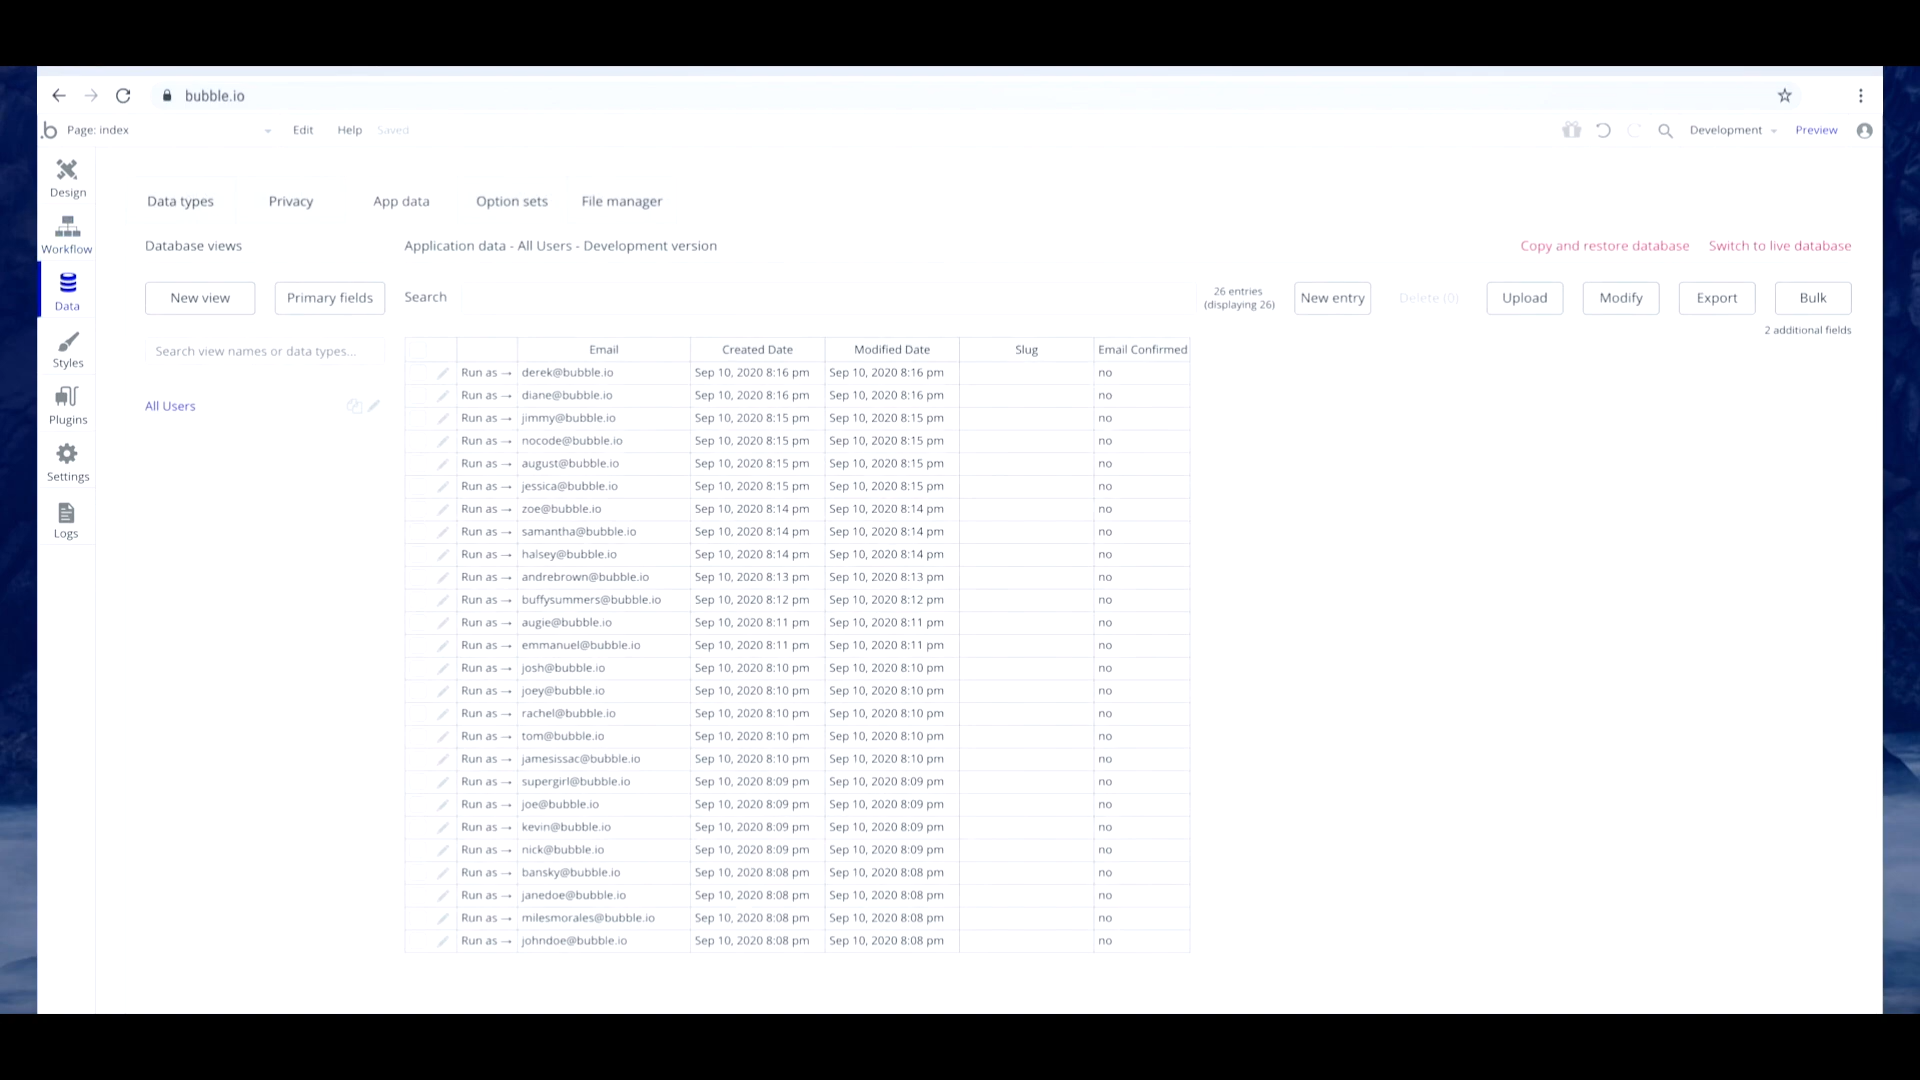 bubble.io
.b Page: index Edit Help Saved Development Preview
Design
Workflow
Data
Styles
Plugins
Settings
Logs
Data types Privacy App data Option sets File manager
Database views Application data - All Users - Development version Copy and restore database Switch to live database
New view Primary fields Search 26 entries (displaying 26) New entry Delete (0) Upload Modify Export Bulk
2 additional fields
Search view names or data types...
All Users
Email Created Date Modified Date Slug Email Confirmed
Run as → derek@bubble.io Sep 10, 2020 8:16 pm Sep 10, 2020 8:16 pm no
Run as → diane@bubble.io Sep 10, 2020 8:16 pm Sep 10, 2020 8:16 pm no
Run as → jimmy@bubble.io Sep 10, 2020 8:15 pm Sep 10, 2020 8:15 pm no
Run as → nocode@bubble.io Sep 10, 2020 8:15 pm Sep 10, 2020 8:15 pm no
Run as → august@bubble.io Sep 10, 2020 8:15 pm Sep 10, 2020 8:15 pm no
Run as → jessica@bubble.io Sep 10, 2020 8:15 pm Sep 10, 2020 8:15 pm no
Run as → zoe@bubble.io Sep 10, 2020 8:14 pm Sep 10, 2020 8:14 pm no
Run as → samantha@bubble.io Sep 10, 2020 8:14 pm Sep 10, 2020 8:14 pm no
Run as → halsey@bubble.io Sep 10, 2020 8:14 pm Sep 10, 2020 8:14 pm no
Run as → andrebrown@bubble.io Sep 10, 2020 8:13 pm Sep 10, 2020 8:13 pm no
Run as → buffysummers@bubble.io Sep 10, 2020 8:12 pm Sep 10, 2020 8:12 pm no
Run as → augie@bubble.io Sep 10, 2020 8:11 pm Sep 10, 2020 8:11 pm no
Run as → emmanuel@bubble.io Sep 10, 2020 8:11 pm Sep 10, 2020 8:11 pm no
Run as → josh@bubble.io Sep 10, 2020 8:10 pm Sep 10, 2020 8:10 pm no
Run as → joey@bubble.io Sep 10, 2020 8:10 pm Sep 10, 2020 8:10 pm no
Run as → rachel@bubble.io Sep 10, 2020 8:10 pm Sep 10, 2020 8:10 pm no
Run as → tom@bubble.io Sep 10, 2020 8:10 pm Sep 10, 2020 8:10 pm no
Run as → jamesissac@bubble.io Sep 10, 2020 8:10 pm Sep 10, 2020 8:10 pm no
Run as → supergirl@bubble.io Sep 10, 2020 8:09 pm Sep 10, 2020 8:09 pm no
Run as → joe@bubble.io Sep 10, 2020 8:09 pm Sep 10, 2020 8:09 pm no
Run as → kevin@bubble.io Sep 10, 2020 8:09 pm Sep 10, 2020 8:09 pm no
Run as → nick@bubble.io Sep 10, 2020 8:09 pm Sep 10, 2020 8:09 pm no
Run as → bansky@bubble.io Sep 10, 2020 8:08 pm Sep 10, 2020 8:08 pm no
Run as → janedoe@bubble.io Sep 10, 2020 8:08 pm Sep 10, 2020 8:08 pm no
Run as → milesmorales@bubble.io Sep 10, 2020 8:08 pm Sep 10, 2020 8:08 pm no
Run as → johndoe@bubble.io Sep 10, 2020 8:08 pm Sep 10, 2020 8:08 pm no